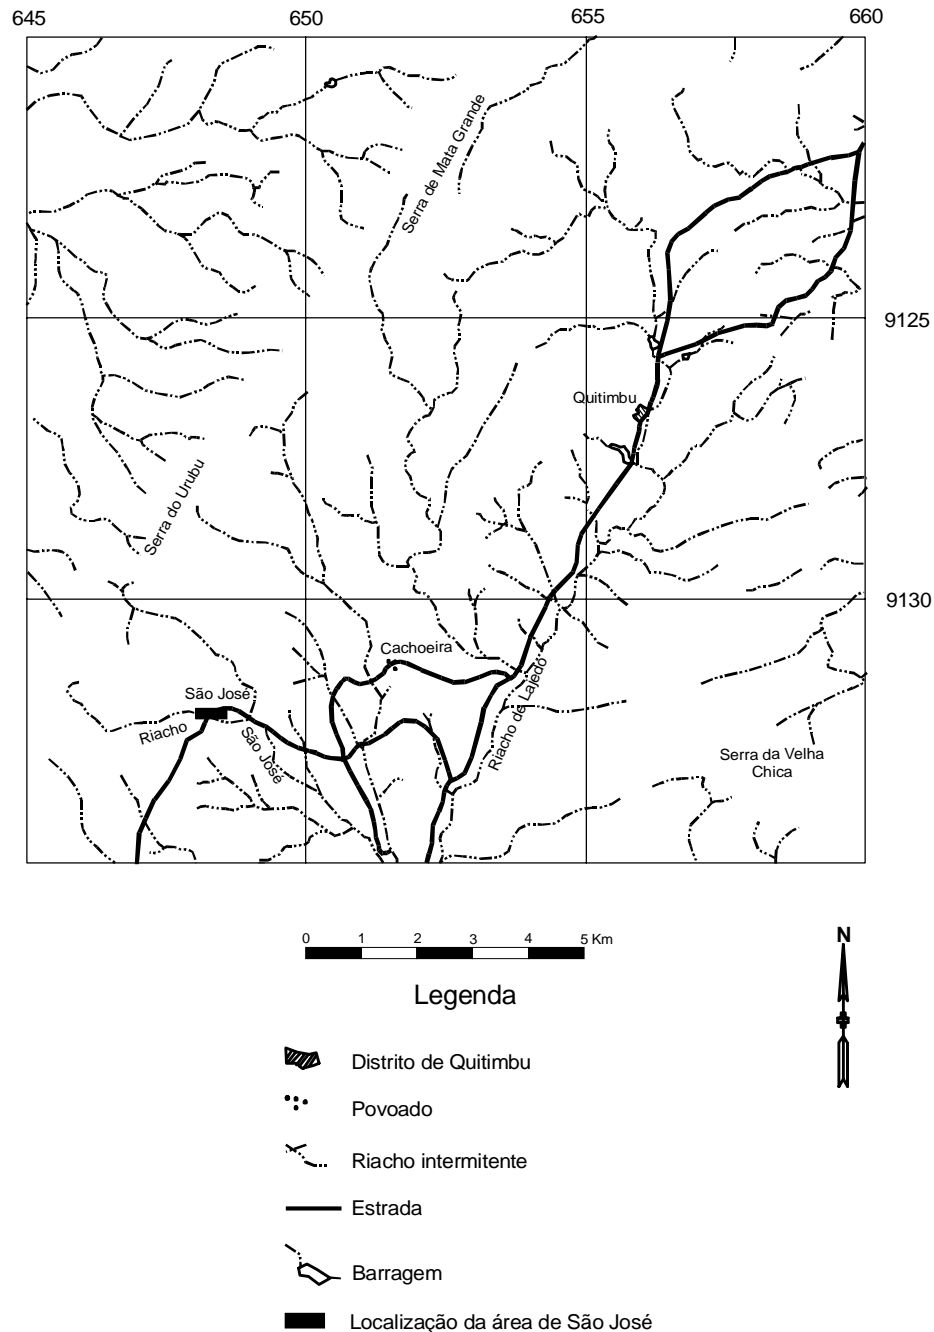 645 650 655 660
Serra de Mata Grande
9125
Quitimbu
Serra do Urubu
9130
Cachoeira
São José
Riacho
São José
Riacho de Lajedo
Serra da Velha
Chica
0 1 2 3 4 5 Km
N
Legenda
Distrito de Quitimbu
Povoado
Riacho intermitente
Estrada
Barragem
Localização da área de São José